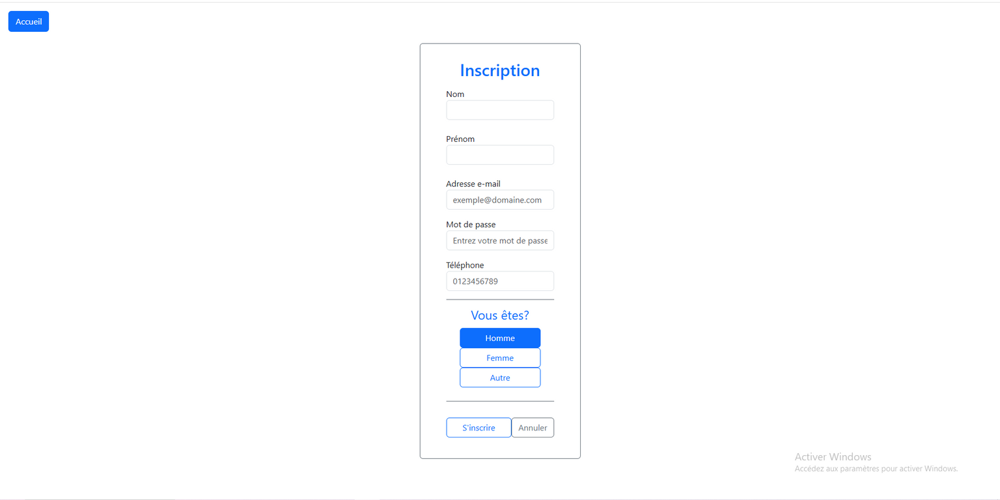 Accueil
Inscription
Nom
Prénom
Adresse e-mail
exemple@domaine.com
Mot de passe
Entrez votre mot de passe
Téléphone
0123456789
Vous êtes?
Homme
Femme
Autre
S'inscrire Annuler
Activer Windows
Accédez aux paramètres pour activer Windows.